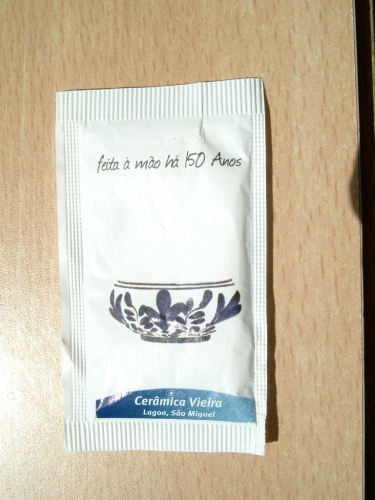 feita à mão há 150 Anos
Cerâmica Vieira
Lagoa, São Miguel